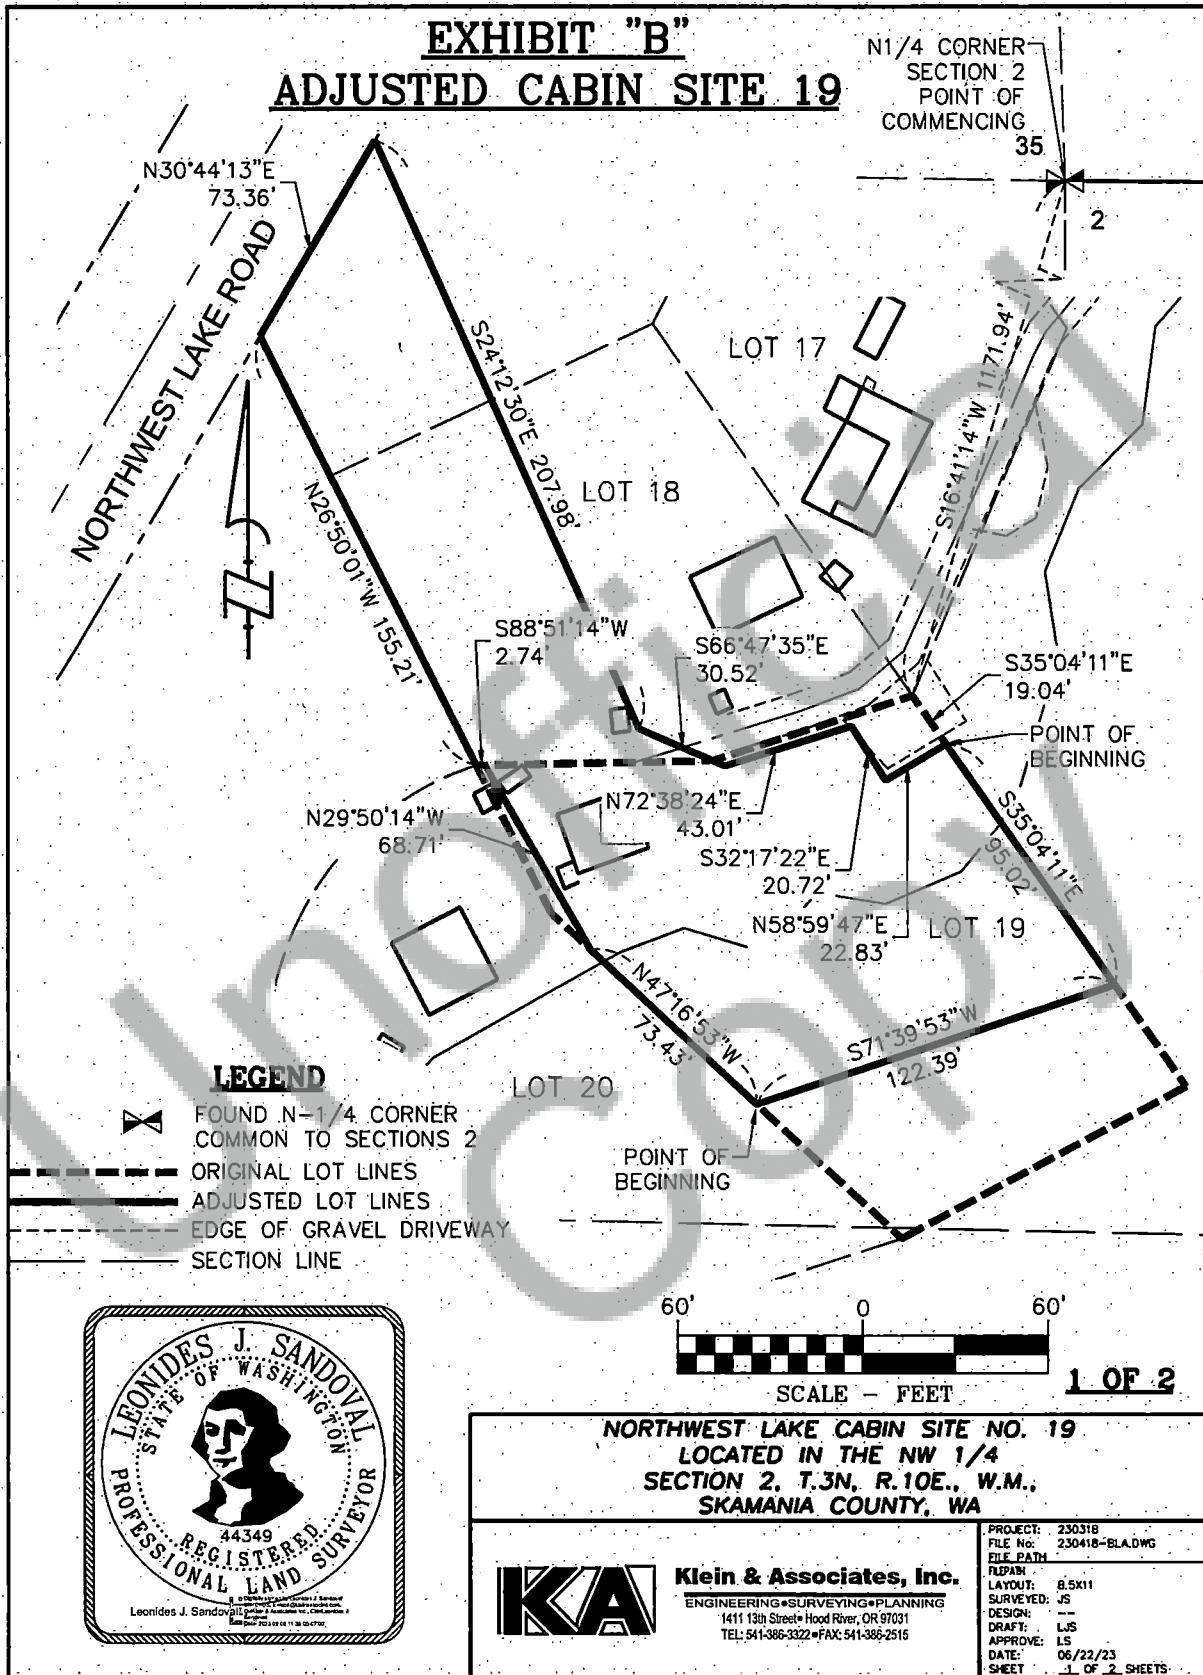 EXHIBIT "B"
ADJUSTED CABIN SITE 19
N1/4 CORNER
SECTION 2
POINT OF
COMMENCING
35
2
N30°44'13"E
73.36'
NORTHWEST LAKE ROAD
S24°12'30"E 207.98'
LOT 17
S16°41'14"W 1171.94'
LOT 18
N26°50'01"W 155.21'
S88°51'14"W
2.74'
S66°47'35"E
30.52'
S35°04'11"E
19.04'
POINT OF
BEGINNING
N29°50'14"W
68.71'
N72°38'24"E
43.01'
S32°17'22"E
20.72'
S35°04'11"E
95.02'
N58°59'47"E
22.83'
LOT 19
N47°16'53"W
73.43'
S71°39'53"W
122.39'
LOT 20
POINT OF
BEGINNING
LEGEND
FOUND N-1/4 CORNER
COMMON TO SECTIONS 2
ORIGINAL LOT LINES
ADJUSTED LOT LINES
EDGE OF GRAVEL DRIVEWAY
SECTION LINE
60' 0 60'
SCALE - FEET
1 OF 2
LEONIDES J. SANDOVAL
STATE OF WASHINGTON
44349
REGISTERED
PROFESSIONAL LAND SURVEYOR
Leonides J. Sandoval
NORTHWEST LAKE CABIN SITE NO. 19
LOCATED IN THE NW 1/4
SECTION 2, T.3N, R.10E., W.M.,
SKAMANIA COUNTY, WA
KA
Klein & Associates, Inc.
ENGINEERING•SURVEYING•PLANNING
1411 13th Street• Hood River, OR 97031
TEL: 541-386-3322•FAX: 541-386-2515
PROJECT: 230318
FILE No: 230418-BLA.DWG
FILE PATH
LAYOUT: 8.5X11
SURVEYED: JS
DESIGN: --
DRAFT: LJS
APPROVE: LS
DATE: 06/22/23
SHEET 1 OF 2 SHEETS
Unofficial
Copy